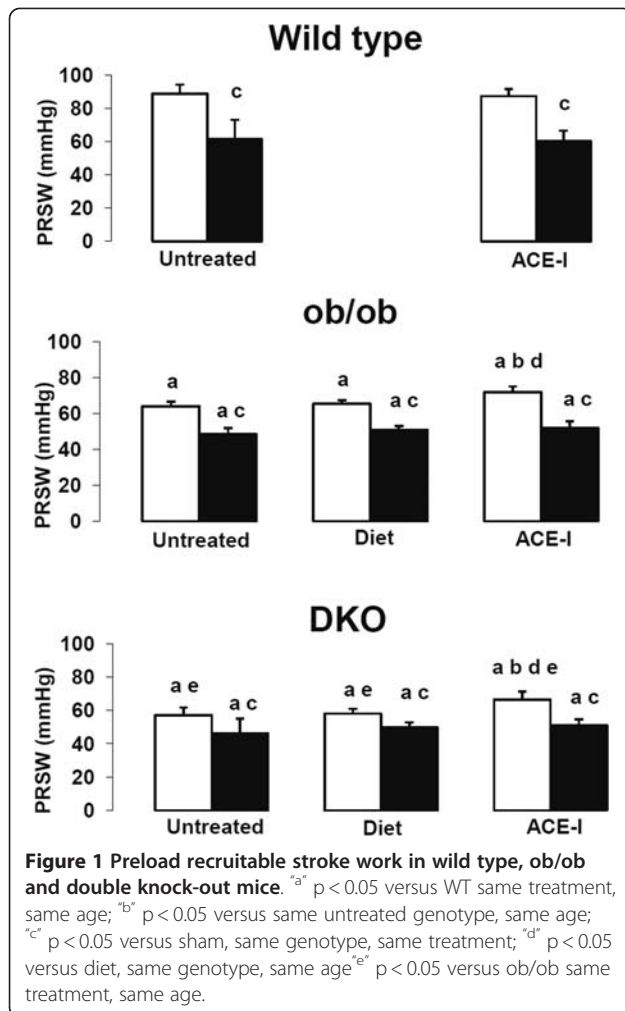 Wild type
PRSW (mmHg)
100
80
60
40
20
0
c
c
Untreated
ACE-I
ob/ob
PRSW (mmHg)
100
80
60
40
20
0
a
a c
a
a c
a b d
a c
Untreated
Diet
ACE-I
DKO
PRSW (mmHg)
100
80
60
40
20
0
a e
a c
a e
a c
a b d e
a c
Untreated
Diet
ACE-I
Figure 1 Preload recruitable stroke work in wild type, ob/ob
and double knock-out mice. "a" p < 0.05 versus WT same treatment,
same age; "b" p < 0.05 versus same untreated genotype, same age;
"c" p < 0.05 versus sham, same genotype, same treatment; "d" p < 0.05
versus diet, same genotype, same age"e" p < 0.05 versus ob/ob same
treatment, same age.